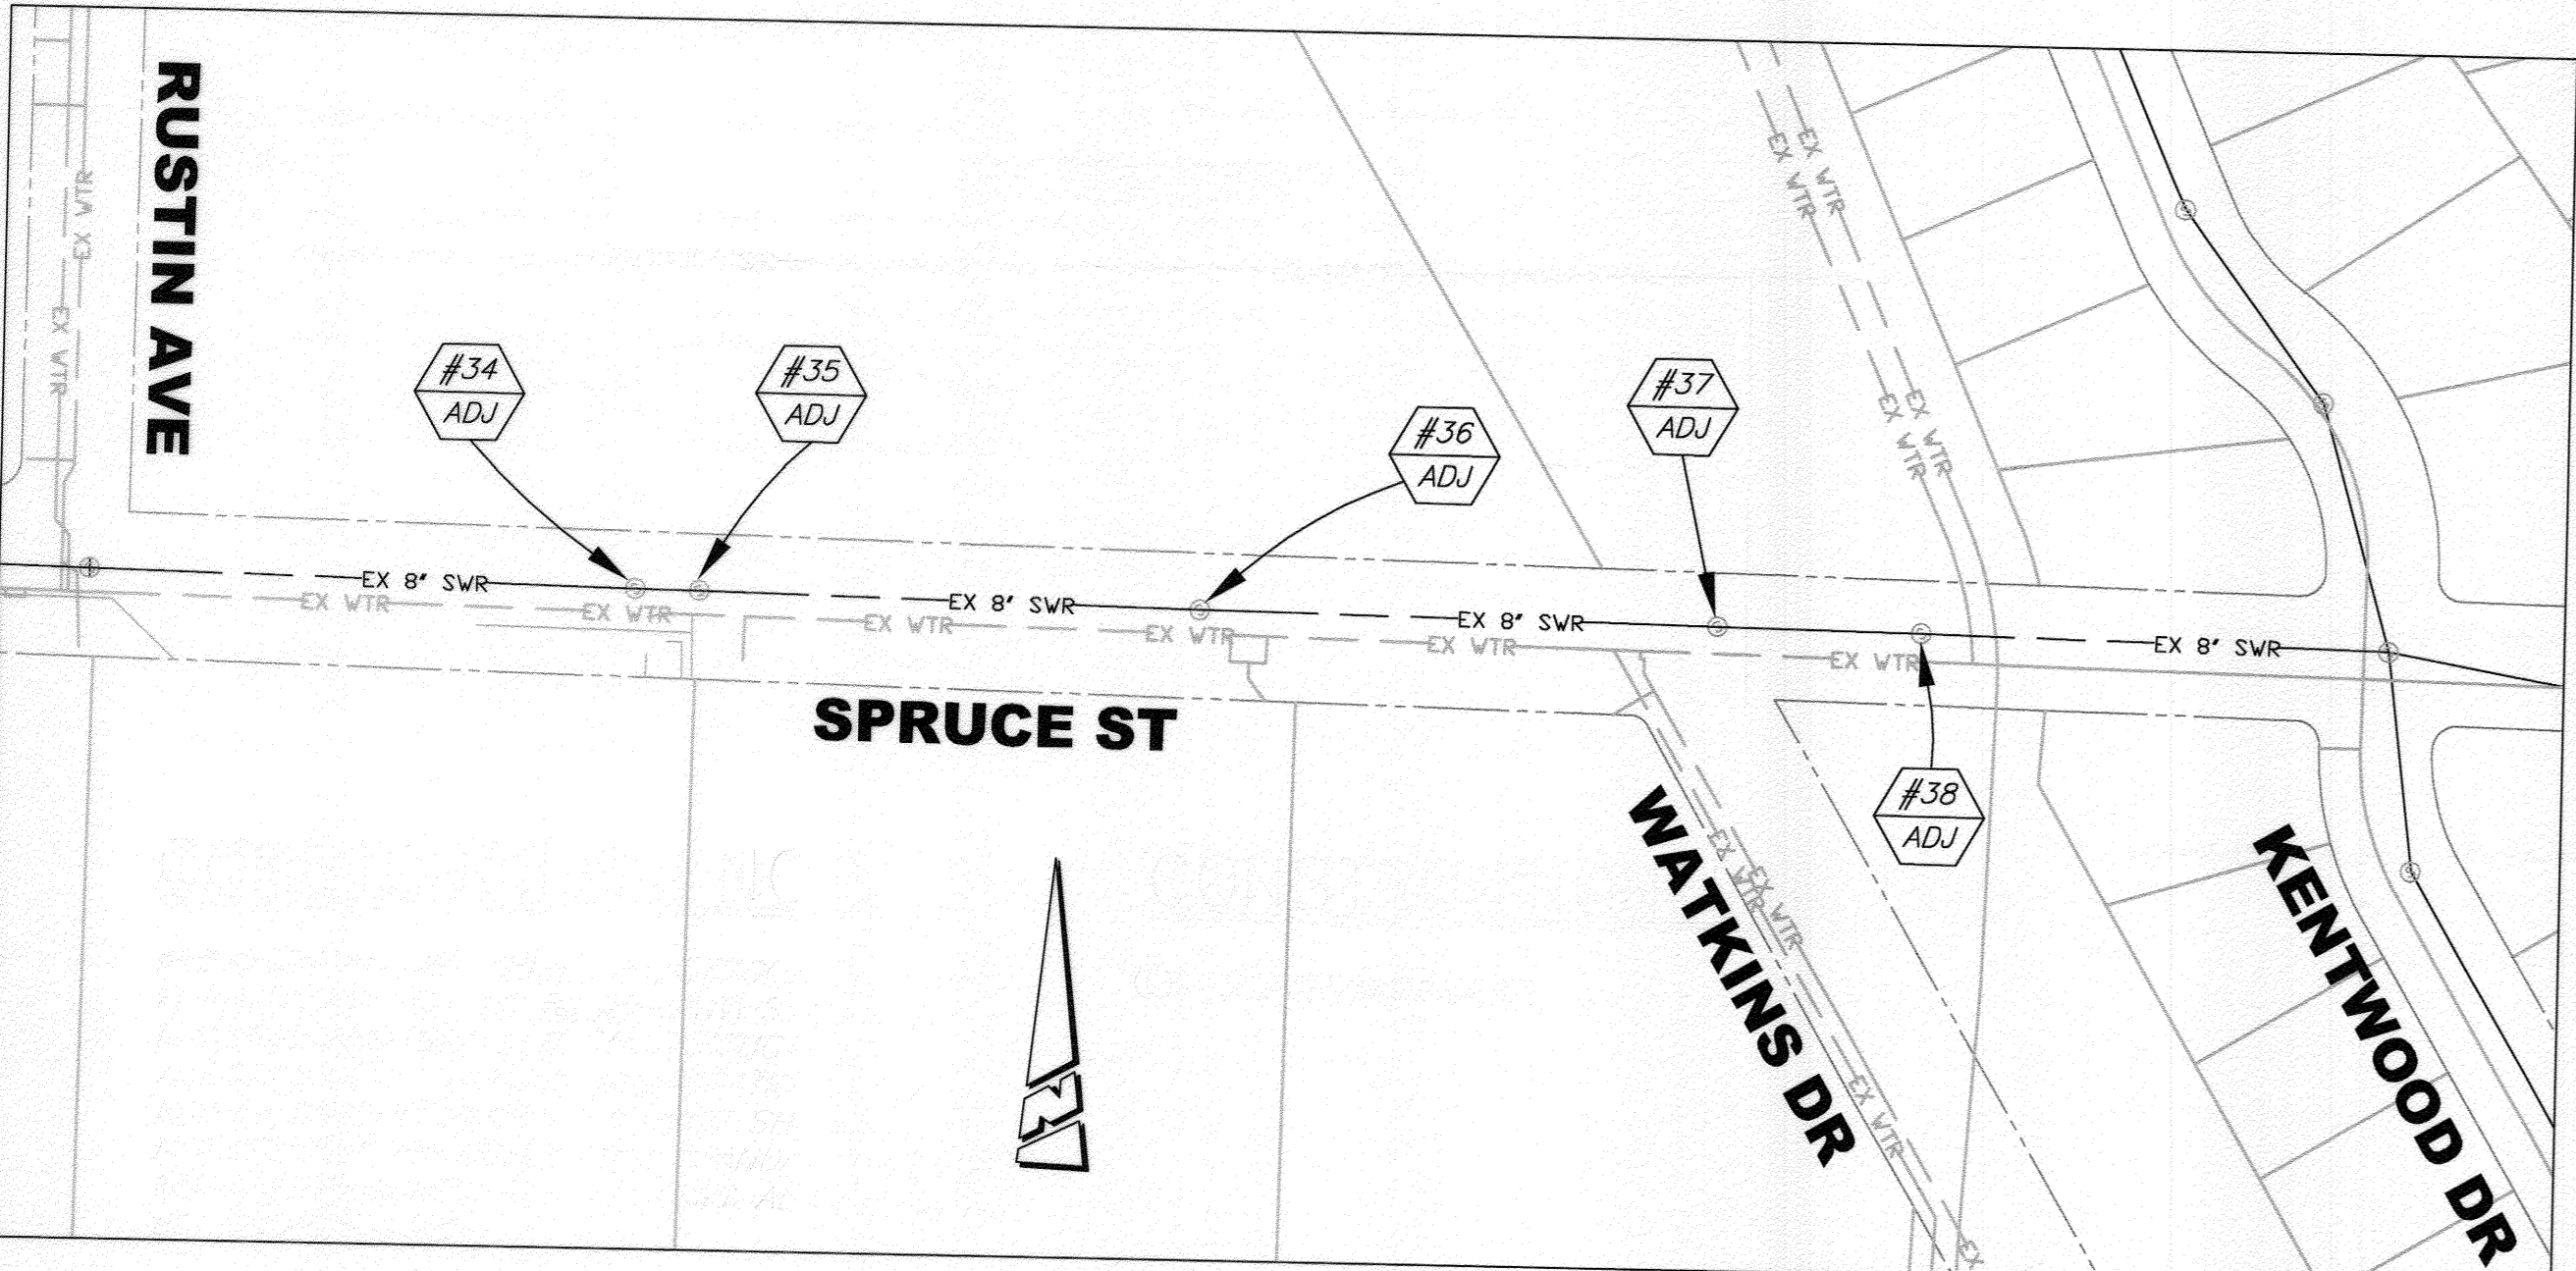 RUSTIN AVE
EX WTR
EX WTR
EX WTR
EX WTR
EX WTR
#34
ADJ
#35
ADJ
#36
ADJ
#37
ADJ
EX WTR
EX WTR
EX 8" SWR
EX 8" SWR
EX 8" SWR
EX 8" SWR
EX WTR
EX WTR
EX WTR
EX WTR
EX WTR
EX WTR
SPRUCE ST
#38
ADJ
WATKINS DR
EX WTR
EX WTR
EX WTR
EX
KENTWOOD DR
N